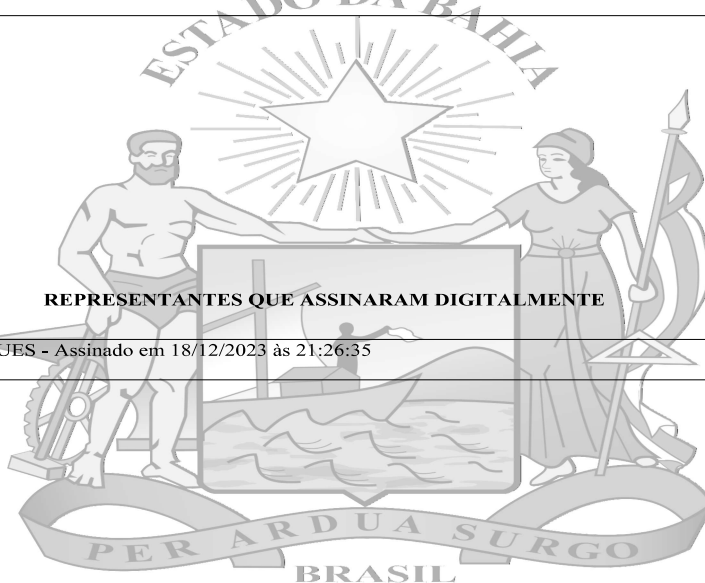 ESTADO DA BAHIA
REPRESENTANTES QUE ASSINARAM DIGITALMENTE
UES - Assinado em 18/12/2023 às 21:26:35
PER ARDUA SURGO
BRASIL